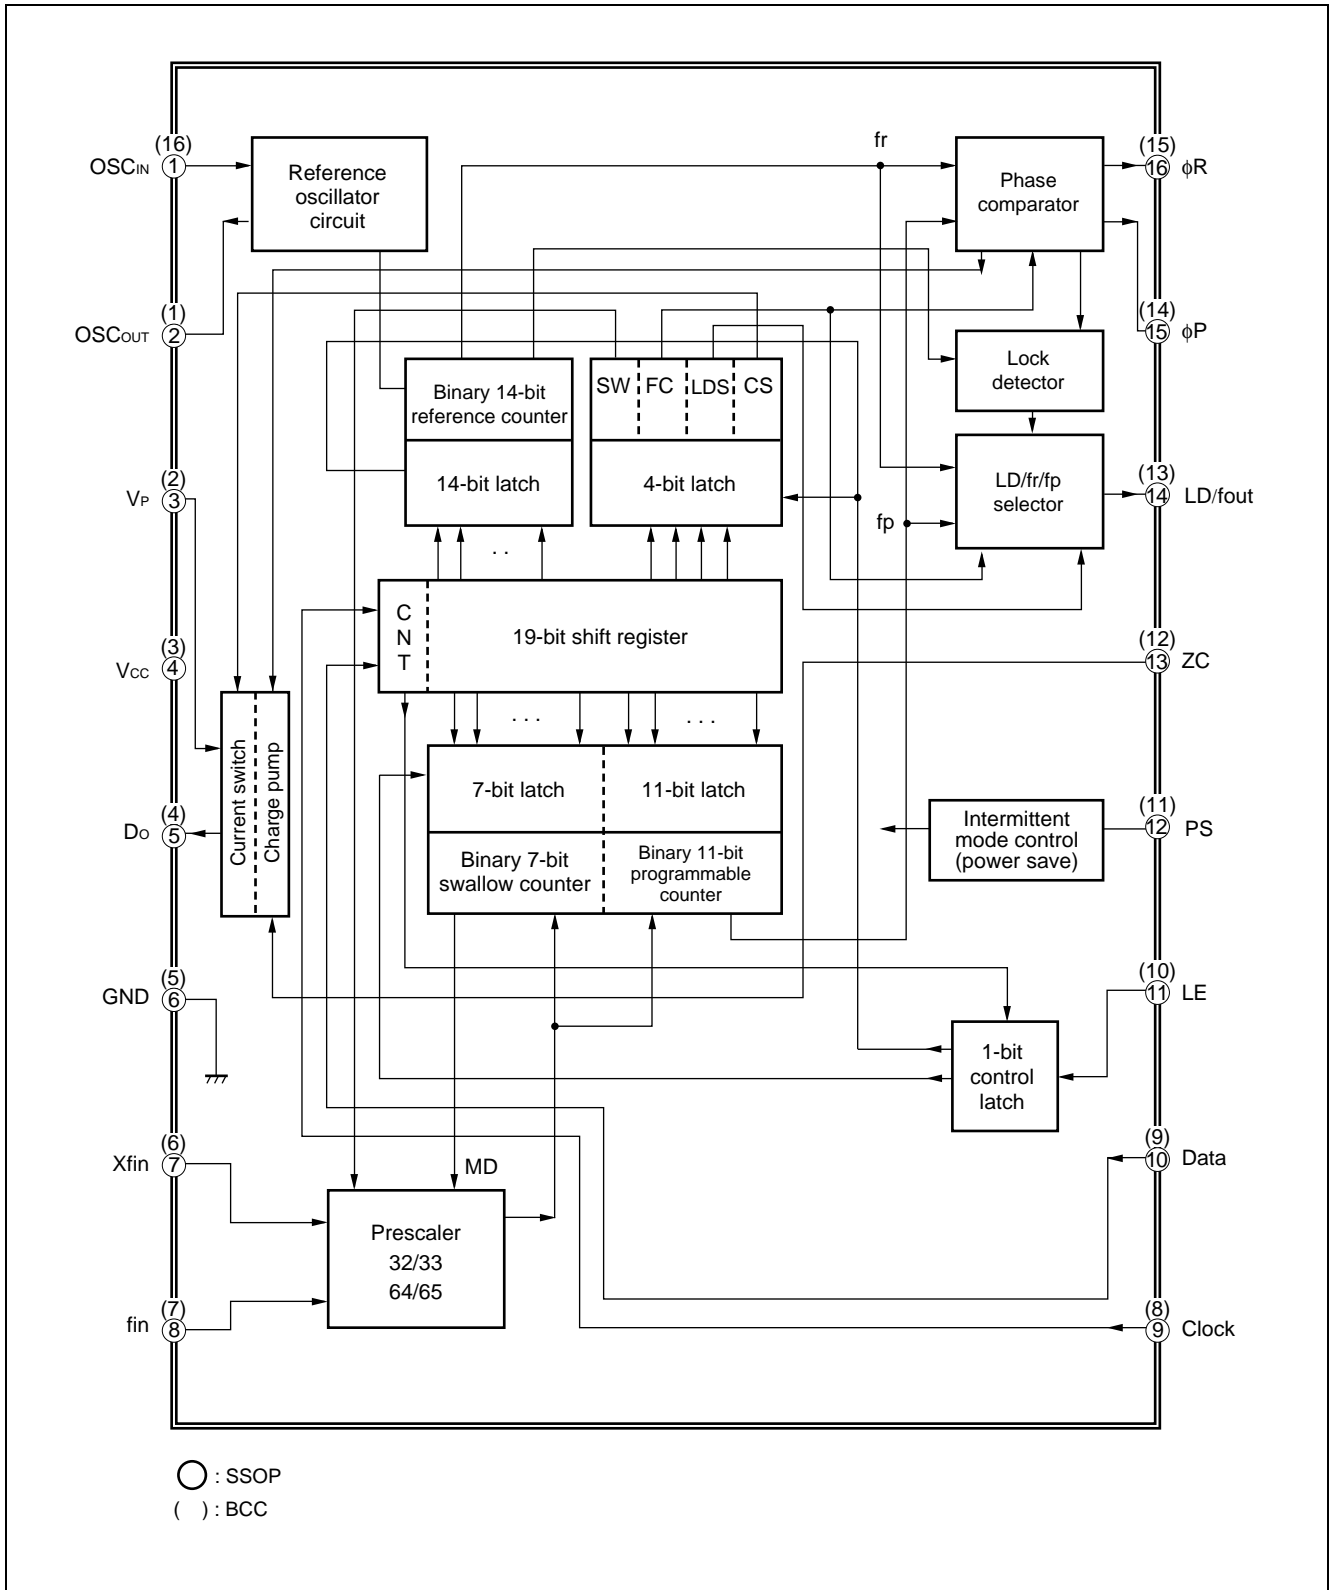 (16)
OSCIN
1
Reference
oscillator
circuit
fr
Phase
comparator
(15)
16
ϕR
(1)
OSCOUT
2
(14)
15
ϕP
Binary 14-bit
reference counter
14-bit latch
SW
FC
LDS
CS
4-bit latch
Lock
detector
LD/fr/fp
selector
fp
(13)
14
LD/fout
(2)
VP
3
. .
C
N
T
19-bit shift register
(3)
VCC
4
(12)
13
ZC
. . .
. . .
Current switch
Charge pump
7-bit latch
11-bit latch
Binary 7-bit
swallow counter
Binary 11-bit
programmable
counter
(4)
DO
5
Intermittent
mode control
(power save)
(11)
12
PS
(5)
GND
6
(10)
11
LE
1-bit
control
latch
(6)
Xfin
7
MD
(9)
10
Data
Prescaler
32/33
64/65
(7)
fin
8
(8)
9
Clock
: SSOP
( ) : BCC